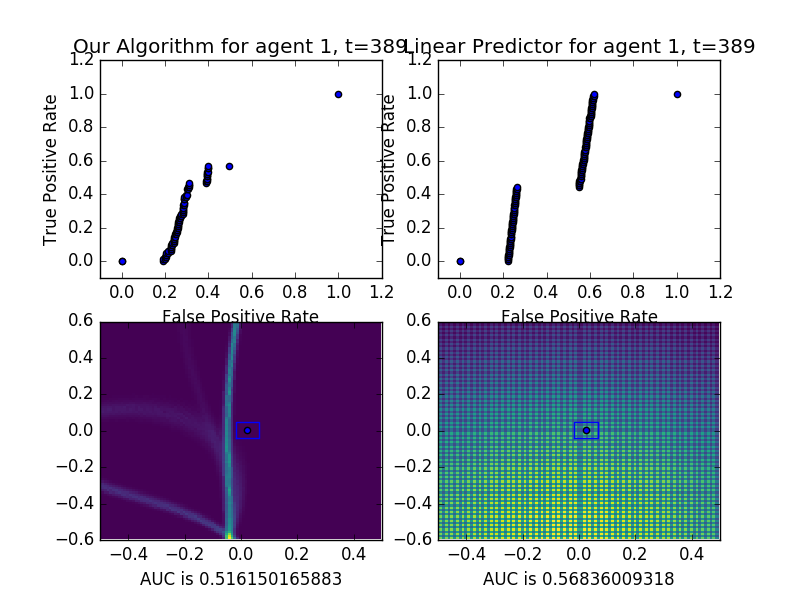 Our Algorithm for agent 1, t=389
Linear Predictor for agent 1, t=389
1.2
1.0
0.8
0.6
0.4
0.2
0.0
True Positive Rate
0.0 0.2 0.4 0.6 0.8 1.0 1.2
False Positive Rate
1.2
1.0
0.8
0.6
0.4
0.2
0.0
True Positive Rate
0.0 0.2 0.4 0.6 0.8 1.0 1.2
False Positive Rate
0.6
0.4
0.2
0.0
−0.2
−0.4
−0.6
−0.4 −0.2 0.0 0.2 0.4
AUC is 0.516150165883
0.6
0.4
0.2
0.0
−0.2
−0.4
−0.6
−0.4 −0.2 0.0 0.2 0.4
AUC is 0.56836009318